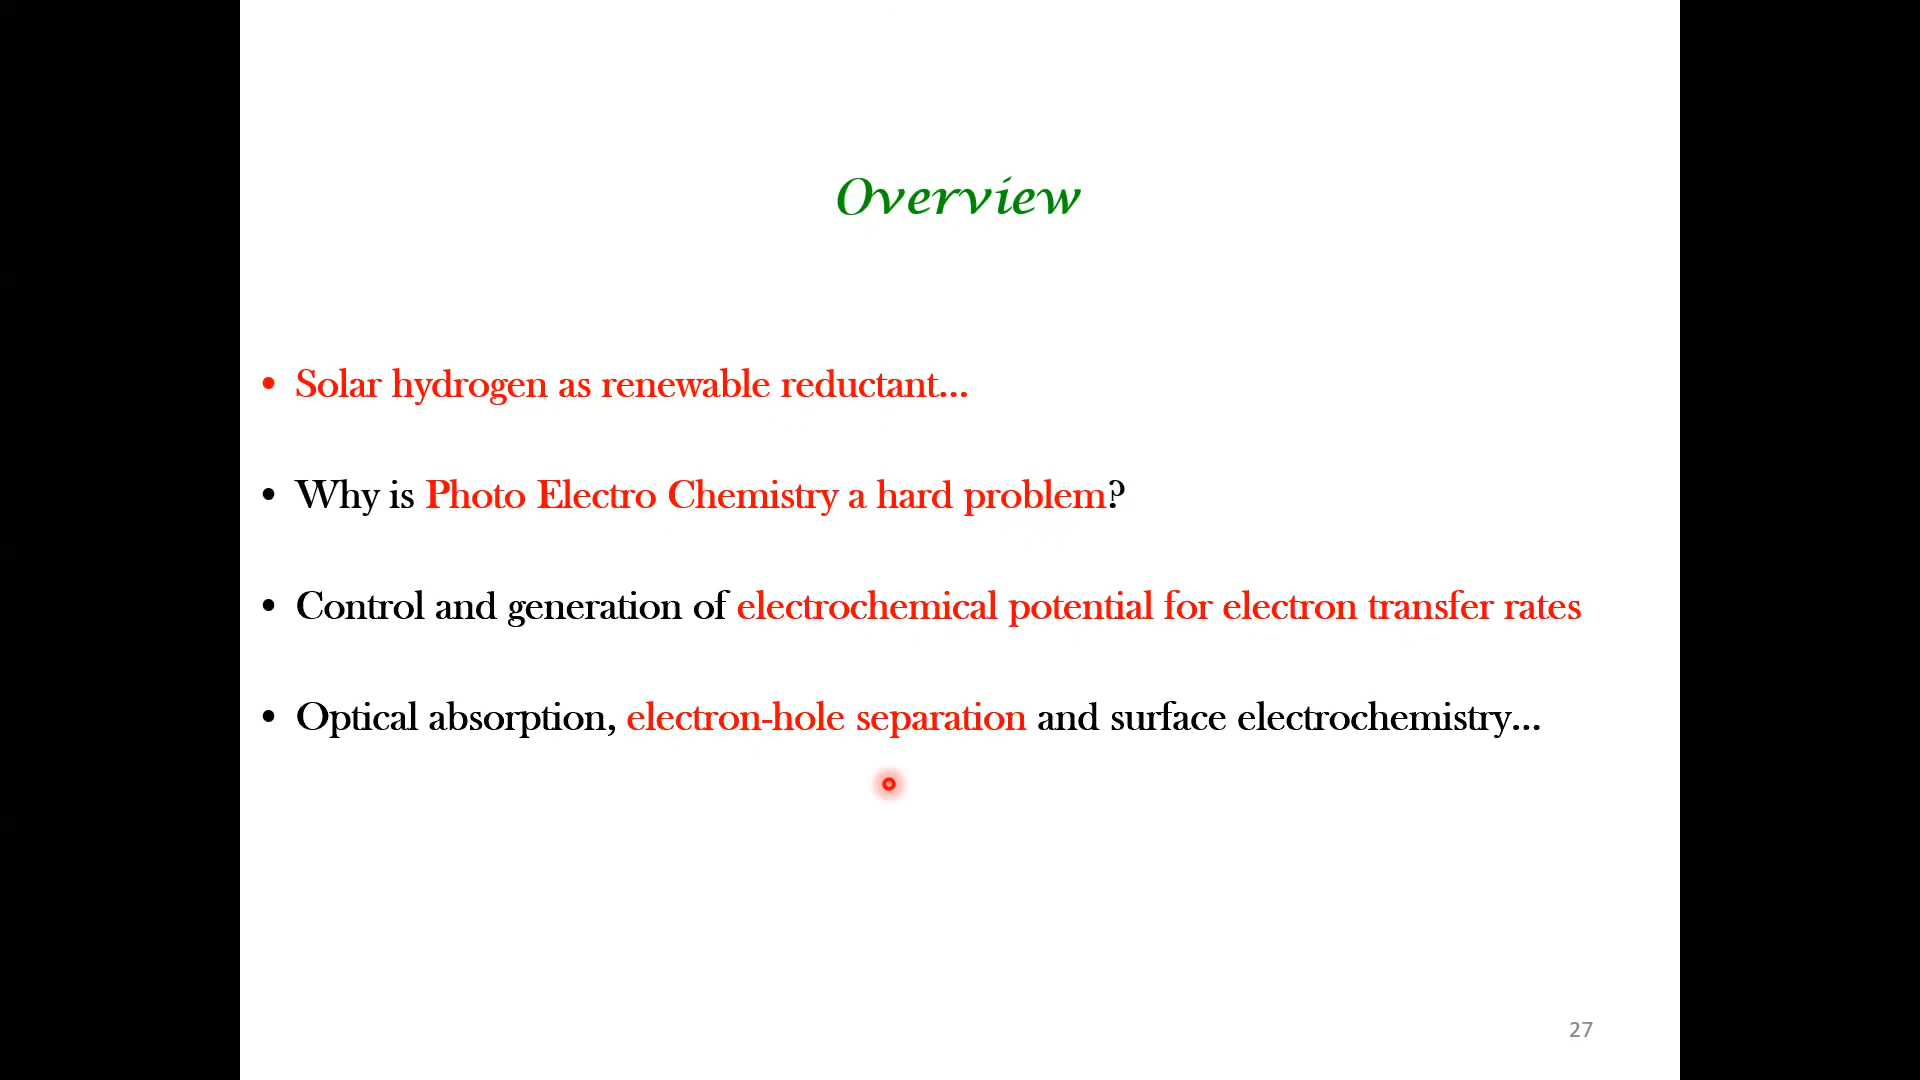 Overview
• Solar hydrogen as renewable reductant...
• Why is Photo Electro Chemistry a hard problem?
• Control and generation of electrochemical potential for electron transfer rates
• Optical absorption, electron-hole separation and surface electrochemistry...
27